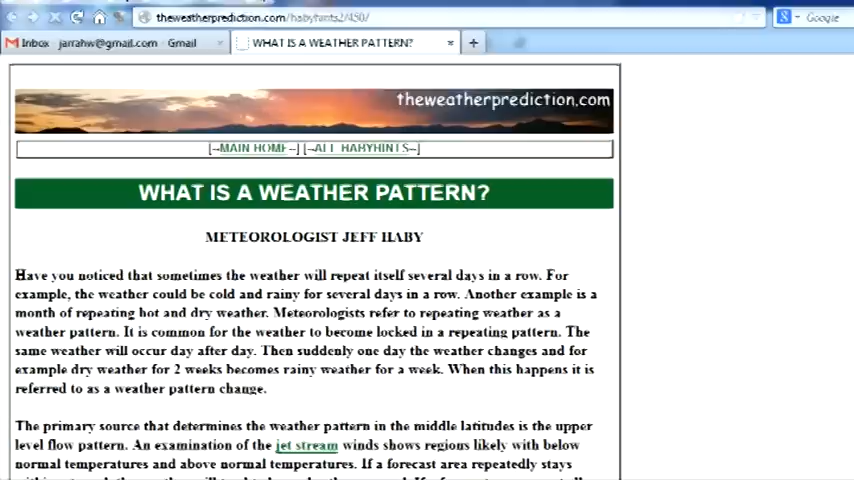 theweatherprediction.com/habyhints2/450/
Google
Inbox jarrahw@gmail.com Gmail
WHAT IS A WEATHER PATTERN?
theweatherprediction.com
[--MAIN HOME--] [--ALL HABYHINTS--]
WHAT IS A WEATHER PATTERN?
METEOROLOGIST JEFF HABY
Have you noticed that sometimes the weather will repeat itself several days in a row. For
example, the weather could be cold and rainy for several days in a row. Another example is a
month of repeating hot and dry weather. Meteorologists refer to repeating weather as a
weather pattern. It is common for the weather to become locked in a repeating pattern. The
same weather will occur day after day. Then suddenly one day the weather changes and for
example dry weather for 2 weeks becomes rainy weather for a week. When this happens it is
referred to as a weather pattern change.
The primary source that determines the weather pattern in the middle latitudes is the upper
level flow pattern. An examination of the jet stream winds shows regions likely with below
normal temperatures and above normal temperatures. If a forecast area repeatedly stays